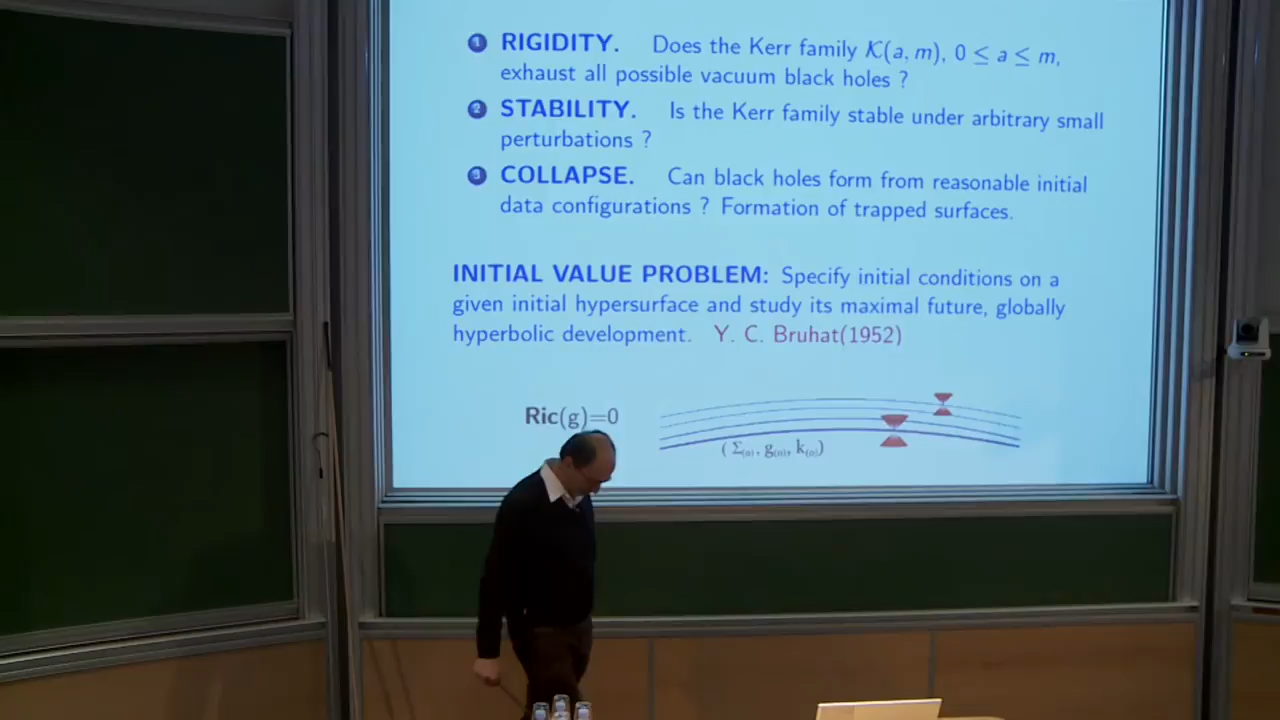 1 RIGIDITY. Does the Kerr family K(a, m), 0 ≤ a ≤ m,
exhaust all possible vacuum black holes ?
2 STABILITY. Is the Kerr family stable under arbitrary small
perturbations ?
3 COLLAPSE. Can black holes form from reasonable initial
data configurations ? Formation of trapped surfaces.
INITIAL VALUE PROBLEM: Specify initial conditions on a
given initial hypersurface and study its maximal future, globally
hyperbolic development. Y. C. Bruhat(1952)
Ric(g)=0
( Σ(0), g(0), k(0))